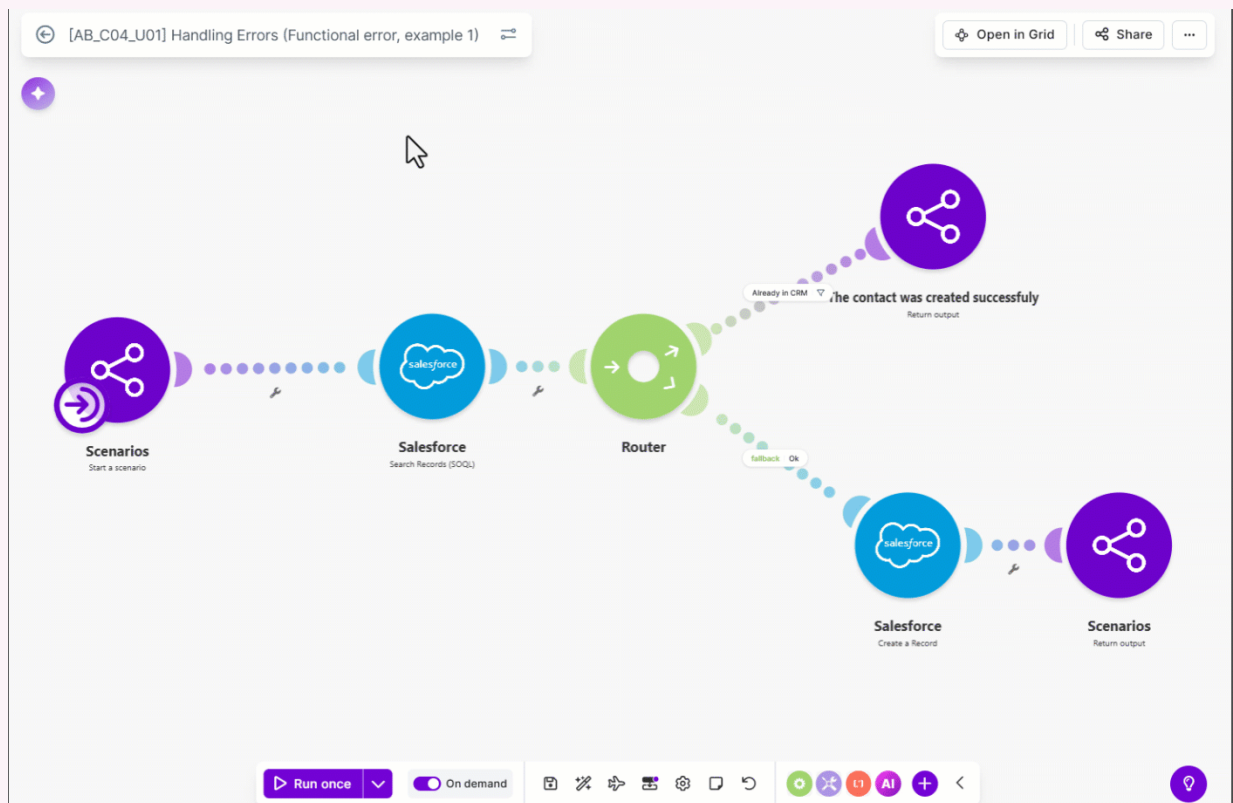 [AB_C04_U01] Handling Errors (Functional error, example 1)
Open in Grid
Share
Already in CRM
The contact was created successfuly
Return output
salesforce
Scenarios
Start a scenario
Salesforce
Search Records (SOQL)
Router
fallback Ok
salesforce
Salesforce
Create a Record
Scenarios
Return output
Run once
On demand
AI